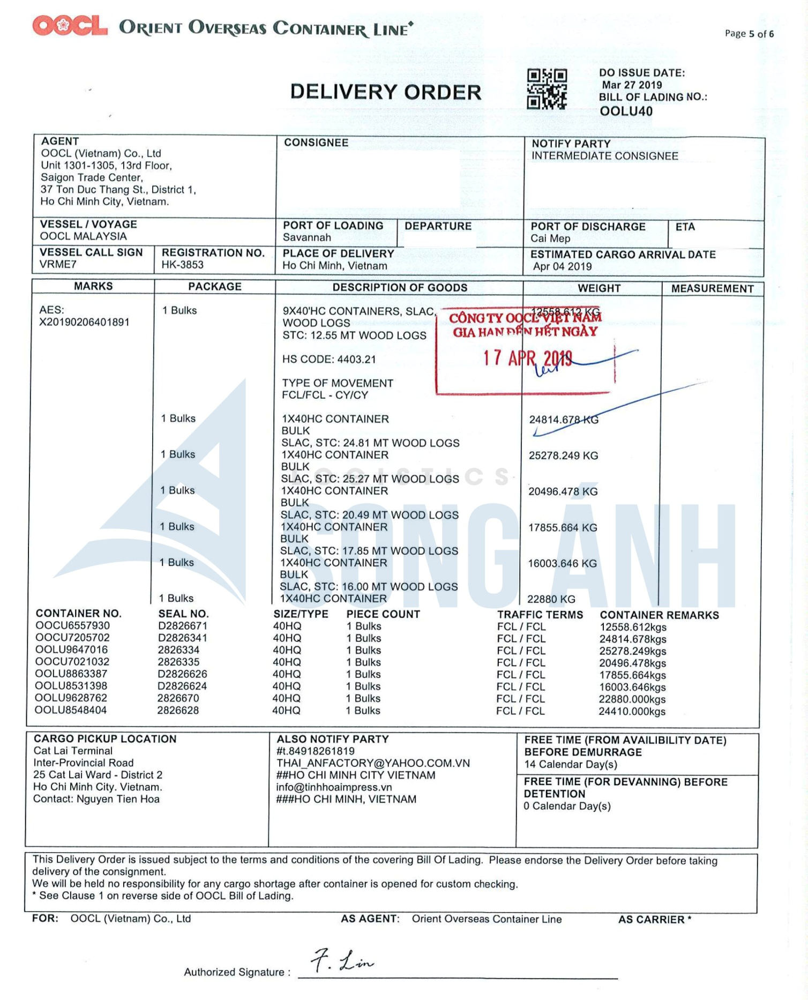 OOCL ORIENT OVERSEAS CONTAINER LINE
Page 5 of 6
DELIVERY ORDER
DO ISSUE DATE:
Mar 27 2019
BILL OF LADING NO.:
OOLU40
AGENT
OOCL (Vietnam) Co., Ltd
Unit 1301-1305, 13rd Floor,
Saigon Trade Center,
37 Ton Duc Thang St., District 1,
Ho Chi Minh City, Vietnam.
CONSIGNEE
NOTIFY PARTY
INTERMEDIATE CONSIGNEE
VESSEL / VOYAGE
OOCL MALAYSIA
PORT OF LOADING
Savannah
DEPARTURE
PORT OF DISCHARGE
Cai Mep
ETA
VESSEL CALL SIGN
VRME7
REGISTRATION NO.
HK-3853
PLACE OF DELIVERY
Ho Chi Minh, Vietnam
ESTIMATED CARGO ARRIVAL DATE
Apr 04 2019
MARKS PACKAGE DESCRIPTION OF GOODS WEIGHT MEASUREMENT
AES: 1 Bulks 9X40'HC CONTAINERS, SLAC, 12558.612 KG
X20190206401891 WOOD LOGS
STC: 12.55 MT WOOD LOGS
HS CODE: 4403.21
TYPE OF MOVEMENT
FCL/FCL - CY/CY
CÔNG TY OOCL VIỆT NAM
GIA HẠN ĐẾN HẾT NGÀY
17 APR 2019
1 Bulks 1X40HC CONTAINER 24814.678 KG
BULK
SLAC, STC: 24.81 MT WOOD LOGS
1 Bulks 1X40HC CONTAINER 25278.249 KG
BULK
SLAC, STC: 25.27 MT WOOD LOGS
1 Bulks 1X40HC CONTAINER 20496.478 KG
BULK
SLAC, STC: 20.49 MT WOOD LOGS
1 Bulks 1X40HC CONTAINER 17855.664 KG
BULK
SLAC, STC: 17.85 MT WOOD LOGS
1 Bulks 1X40HC CONTAINER 16003.646 KG
BULK
SLAC, STC: 16.00 MT WOOD LOGS
1 Bulks 1X40HC CONTAINER 22880 KG
LOGISTICS
SONG ÁNH
CONTAINER NO. SEAL NO. SIZE/TYPE PIECE COUNT TRAFFIC TERMS CONTAINER REMARKS
OOCU6557930 D2826671 40HQ 1 Bulks FCL / FCL 12558.612kgs
OOCU7205702 D2826341 40HQ 1 Bulks FCL / FCL 24814.678kgs
OOLU9647016 2826334 40HQ 1 Bulks FCL / FCL 25278.249kgs
OOCU7021032 2826335 40HQ 1 Bulks FCL / FCL 20496.478kgs
OOLU8863387 D2826626 40HQ 1 Bulks FCL / FCL 17855.664kgs
OOLU8531398 D2826624 40HQ 1 Bulks FCL / FCL 16003.646kgs
OOLU9628762 2826670 40HQ 1 Bulks FCL / FCL 22880.000kgs
OOLU8548404 2826628 40HQ 1 Bulks FCL / FCL 24410.000kgs
CARGO PICKUP LOCATION
Cat Lai Terminal
Inter-Provincial Road
25 Cat Lai Ward - District 2
Ho Chi Minh City. Vietnam.
Contact: Nguyen Tien Hoa
ALSO NOTIFY PARTY
#t.84918261819
THAI_ANFACTORY@YAHOO.COM.VN
##HO CHI MINH CITY VIETNAM
info@tinhhoaimpress.vn
###HO CHI MINH, VIETNAM
FREE TIME (FROM AVAILIBILITY DATE)
BEFORE DEMURRAGE
14 Calendar Day(s)
FREE TIME (FOR DEVANNING) BEFORE
DETENTION
0 Calendar Day(s)
This Delivery Order is issued subject to the terms and conditions of the covering Bill Of Lading. Please endorse the Delivery Order before taking
delivery of the consignment.
We will be held no responsibility for any cargo shortage after container is opened for custom checking.
* See Clause 1 on reverse side of OOCL Bill of Lading.
FOR: OOCL (Vietnam) Co., Ltd AS AGENT: Orient Overseas Container Line AS CARRIER *
Authorized Signature : F. Lin